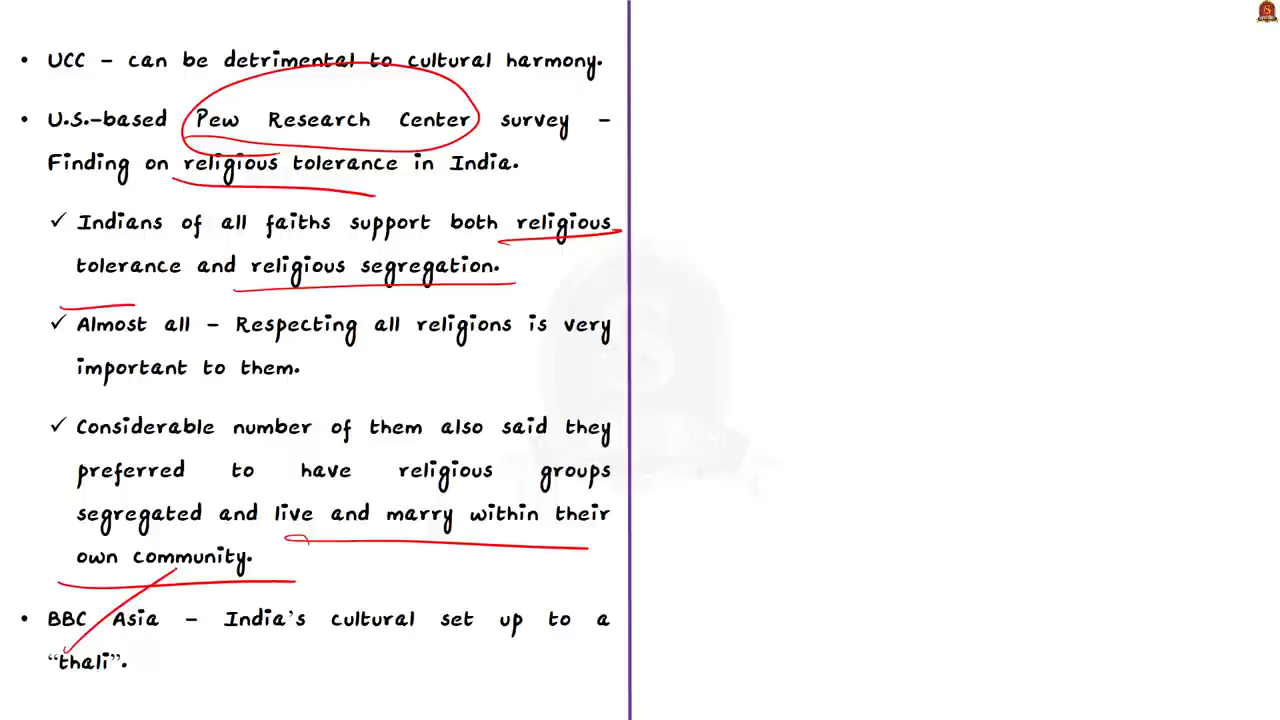 • UCC – can be detrimental to cultural harmony.
• U.S.-based Pew Research Center survey –
Finding on religious tolerance in India.
✓ Indians of all faiths support both religious
tolerance and religious segregation.
✓ Almost all – Respecting all religions is very
important to them.
✓ Considerable number of them also said they
preferred to have religious groups
segregated and live and marry within their
own community.
• BBC Asia – India’s cultural set up to a
“thali”.